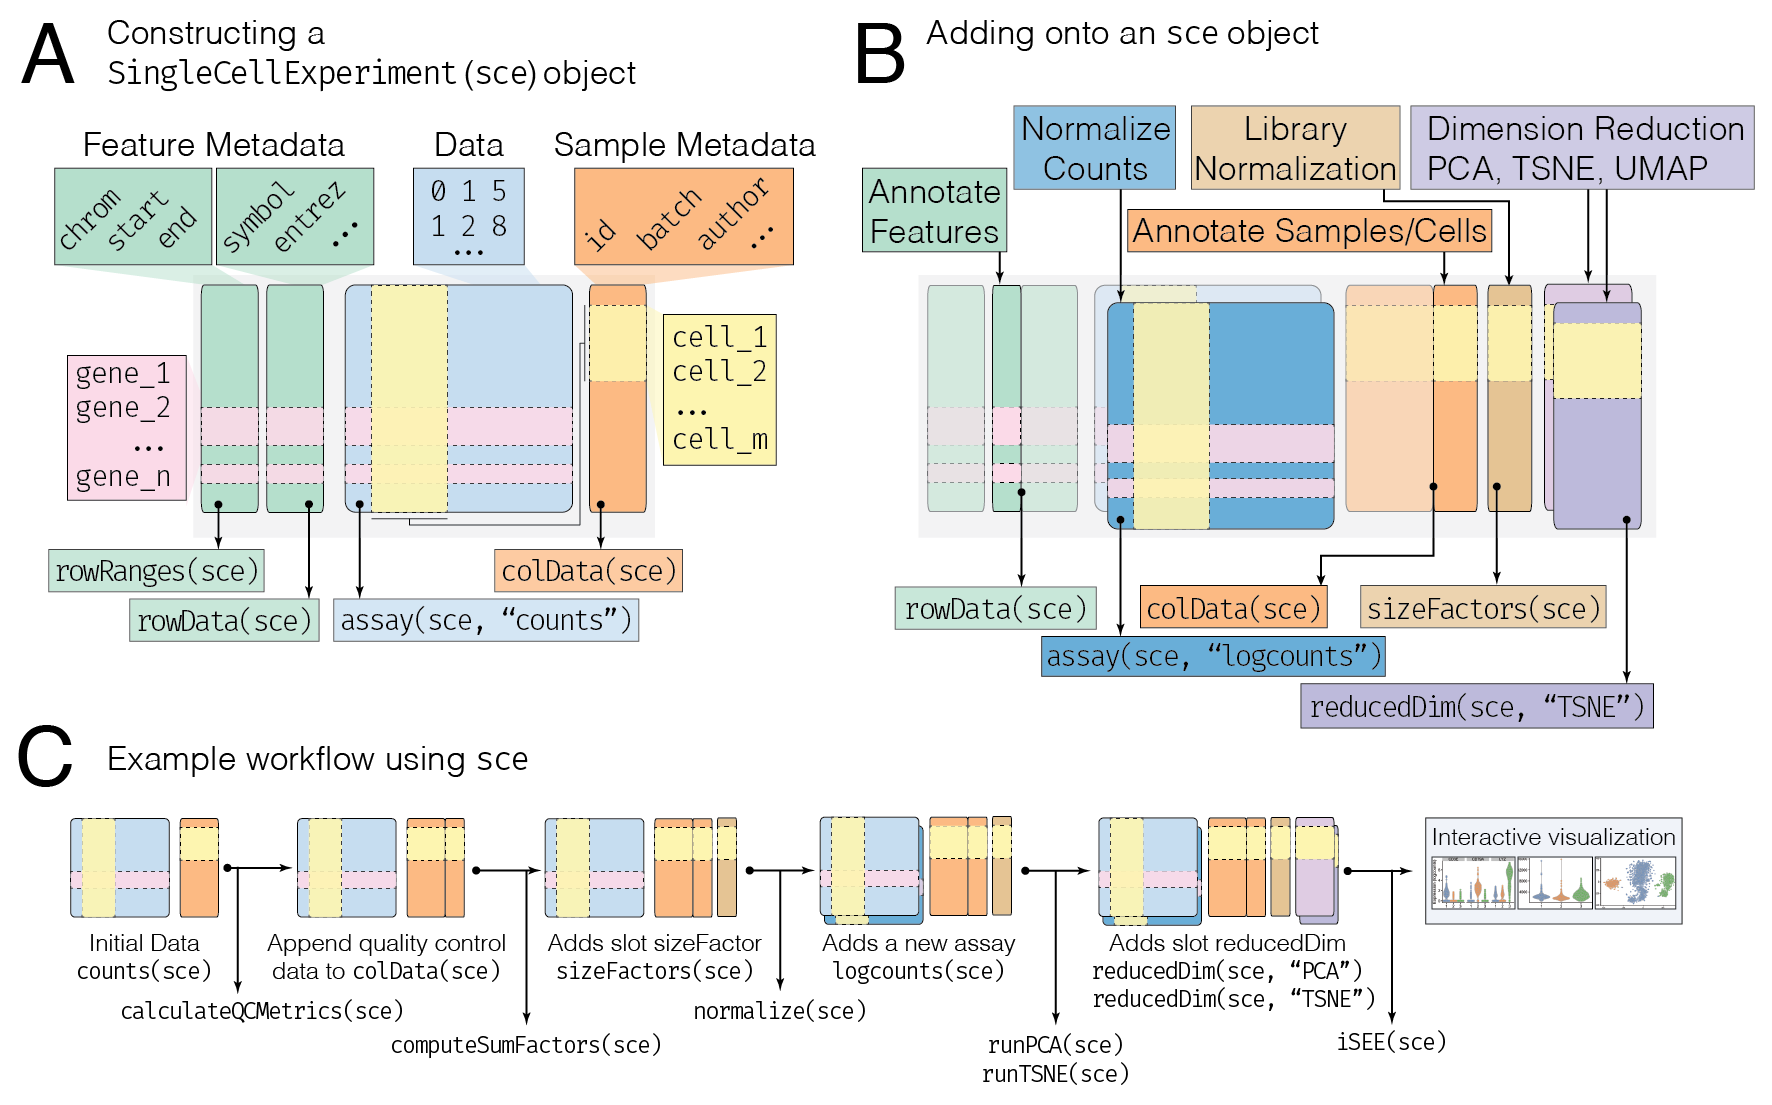 A
Constructing a
SingleCellExperiment (sce) object
Feature Metadata
Data
Sample Metadata
chrom
start
end
symbol
entrez
...
0 1 5
1 2 8
...
id
batch
author
...
gene_1
gene_2
...
gene_n
cell_1
cell_2
...
cell_m
rowRanges(sce)
rowData(sce)
assay(sce, “counts”)
colData(sce)
B
Adding onto an sce object
Annotate
Features
Normalize
Counts
Library
Normalization
Dimension Reduction
PCA, TSNE, UMAP
Annotate Samples/Cells
rowData(sce)
colData(sce)
sizeFactors(sce)
assay(sce, “logcounts”)
reducedDim(sce, “TSNE”)
C
Example workflow using sce
Initial Data
counts(sce)
calculateQCMetrics(sce)
Append quality control
data to colData(sce)
computeSumFactors(sce)
Adds slot sizeFactor
sizeFactors(sce)
normalize(sce)
Adds a new assay
logcounts(sce)
runPCA(sce)
runTSNE(sce)
Adds slot reducedDim
reducedDim(sce, “PCA”)
reducedDim(sce, “TSNE”)
iSEE(sce)
Interactive visualization